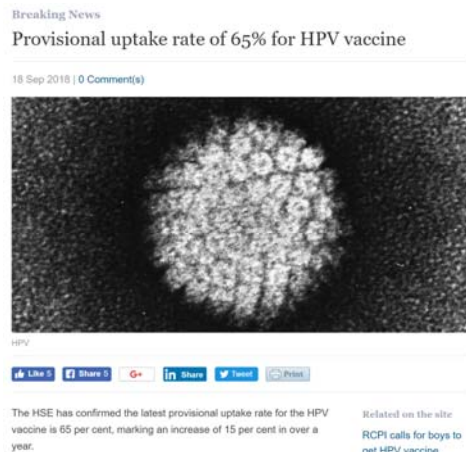 Breaking News
Provisional uptake rate of 65% for HPV vaccine
18 Sep 2018 | 0 Comment(s)
HPV
Like 5 Share 5 G+ in Share Tweet Print
The HSE has confirmed the latest provisional uptake rate for the HPV
vaccine is 65 per cent, marking an increase of 15 per cent in over a
year.
Related on the site
RCPI calls for boys to
get HPV vaccine